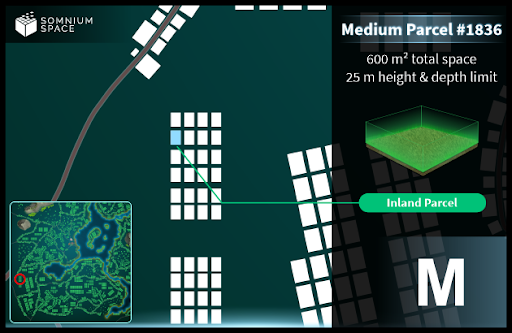 SOMNIUM
SPACE
Medium Parcel #1836
600 m² total space
25 m height & depth limit
Inland Parcel
M